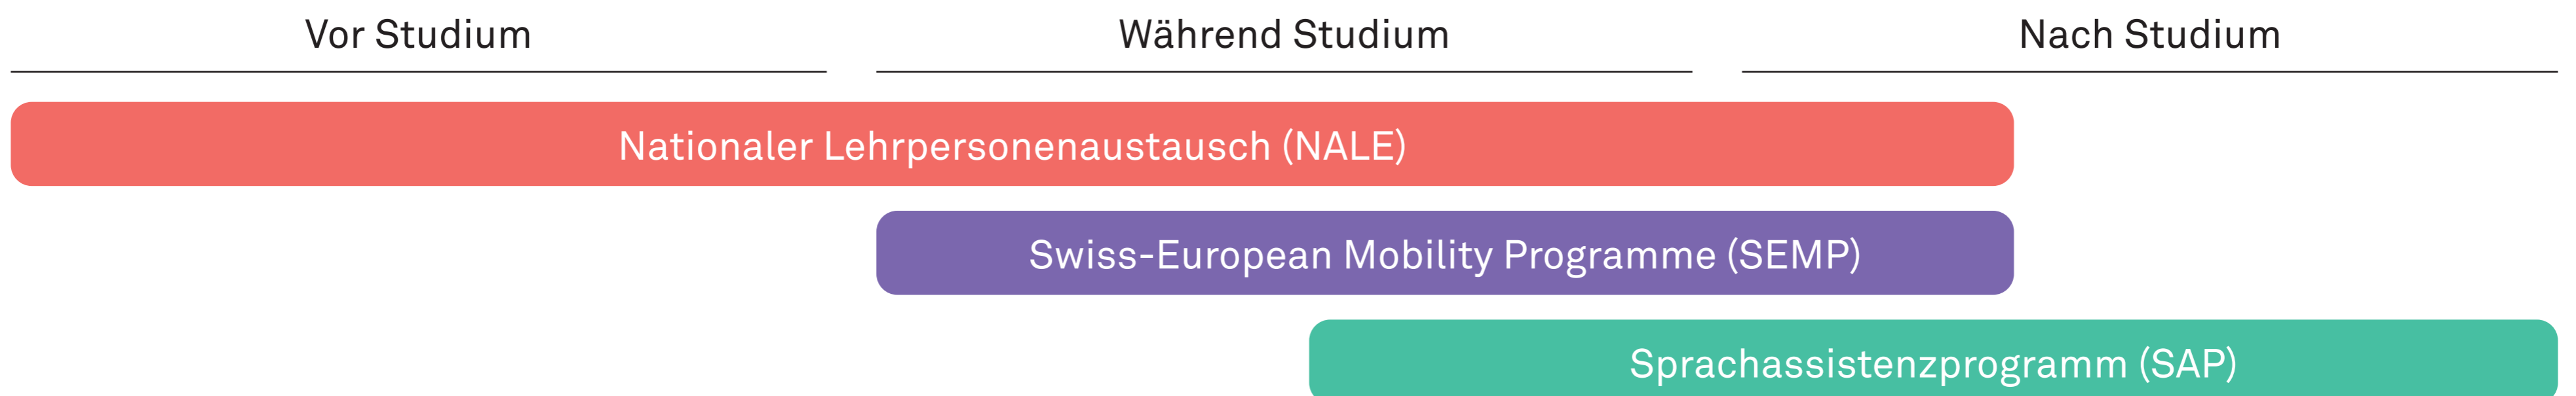 Vor Studium
Während Studium
Nach Studium
Nationaler Lehrpersonenaustausch (NALE)
Swiss-European Mobility Programme (SEMP)
Sprachassistenzprogramm (SAP)